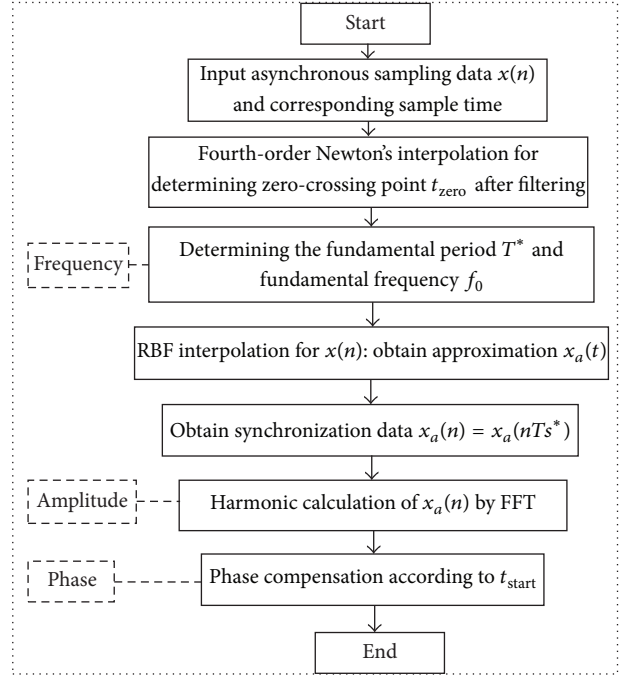 Start
Input asynchronous sampling data x(n)
and corresponding sample time
Fourth-order Newton's interpolation for
determining zero-crossing point t_zero after filtering
Frequency
Determining the fundamental period T* and
fundamental frequency f_0
RBF interpolation for x(n): obtain approximation x_a(t)
Obtain synchronization data x_a(n) = x_a(nTs*)
Amplitude
Harmonic calculation of x_a(n) by FFT
Phase
Phase compensation according to t_start
End